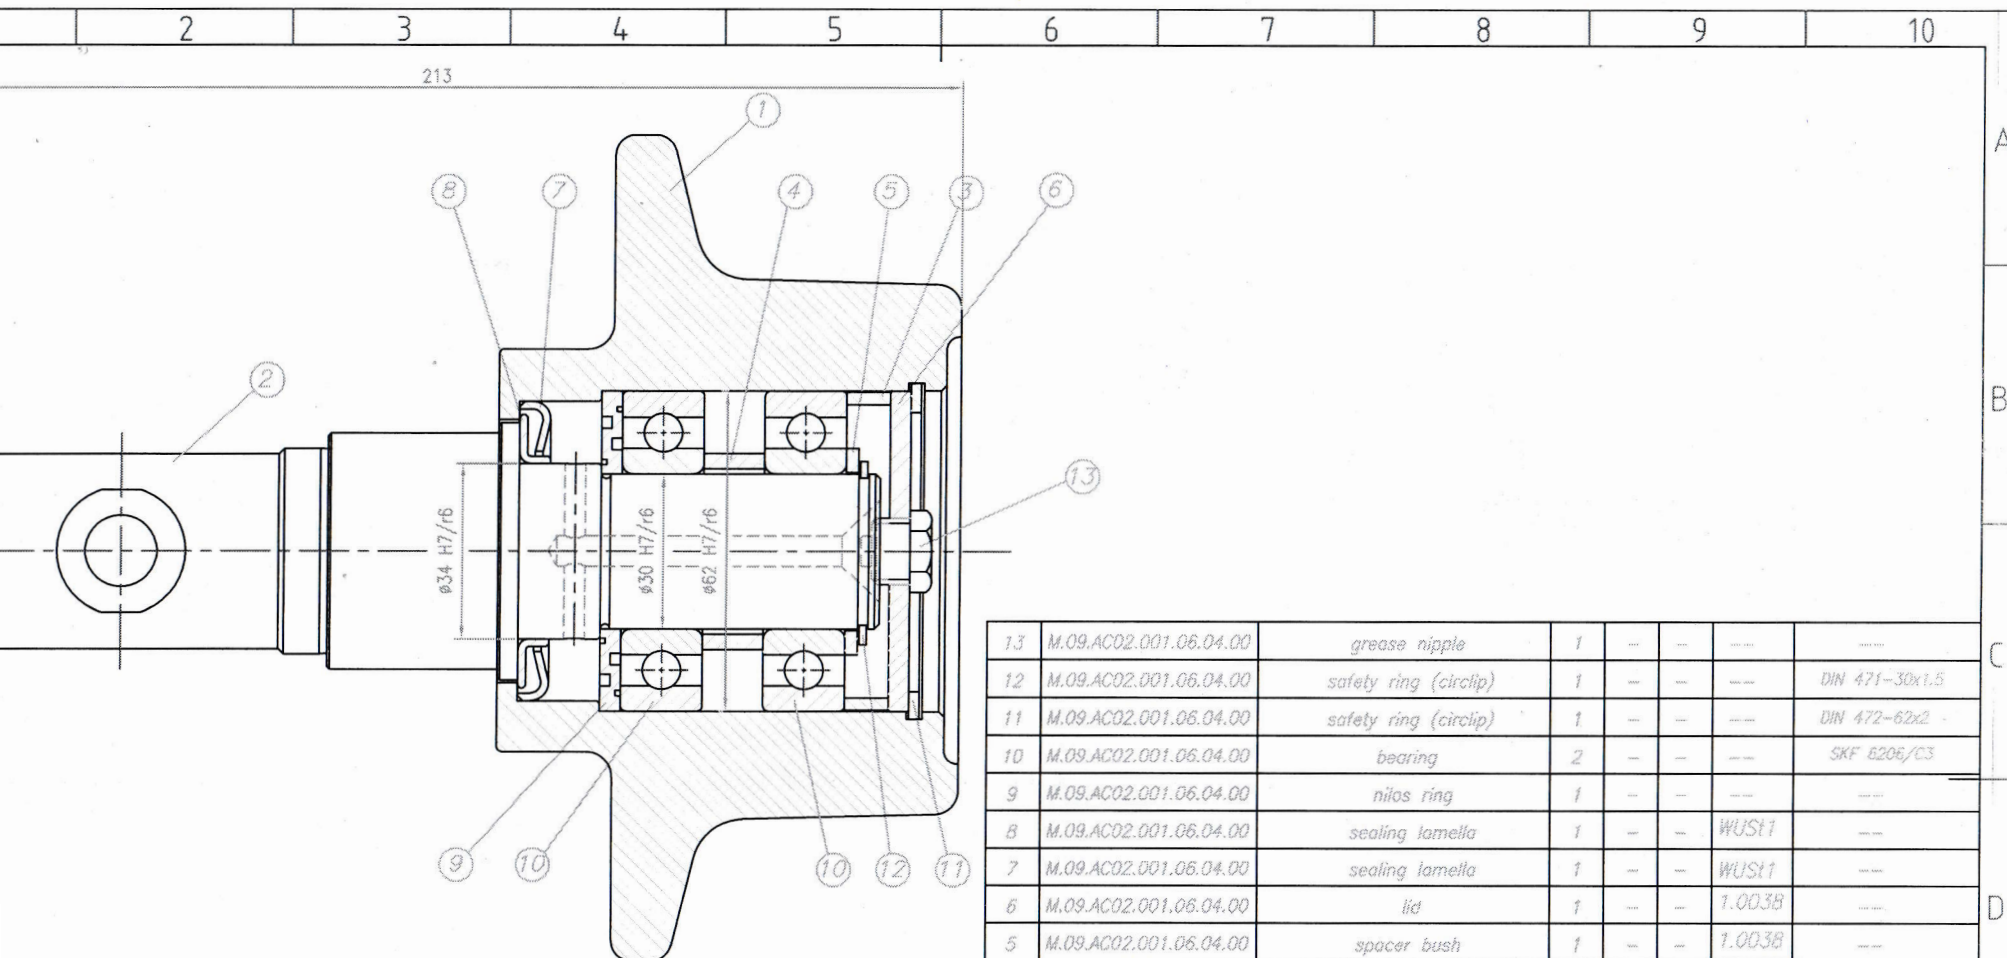 2 3 4 5 6 7 8 9 10
213
A
1
8 7 4 5 3 6
2
B
13
ø34 H7/r6
ø30 H7/r6
ø62 H7/r6
C
13 M.09.AC02.001.06.04.00 grease nipple 1 - - -- --
12 M.09.AC02.001.06.04.00 safety ring (circlip) 1 - - -- DIN 471-30x1.5
11 M.09.AC02.001.06.04.00 safety ring (circlip) 1 - - -- DIN 472-62x2
10 M.09.AC02.001.06.04.00 bearing 2 - - -- SKF 6206/C3
9 M.09.AC02.001.06.04.00 nilos ring 1 - - -- --
8 M.09.AC02.001.06.04.00 sealing lamella 1 - - WUSt1 --
7 M.09.AC02.001.06.04.00 sealing lamella 1 - - WUSt1 --
6 M.09.AC02.001.06.04.00 lid 1 - - 1.0038 --
5 M.09.AC02.001.06.04.00 spacer bush 1 - - 1.0038 --
9 10 10 12 11
D